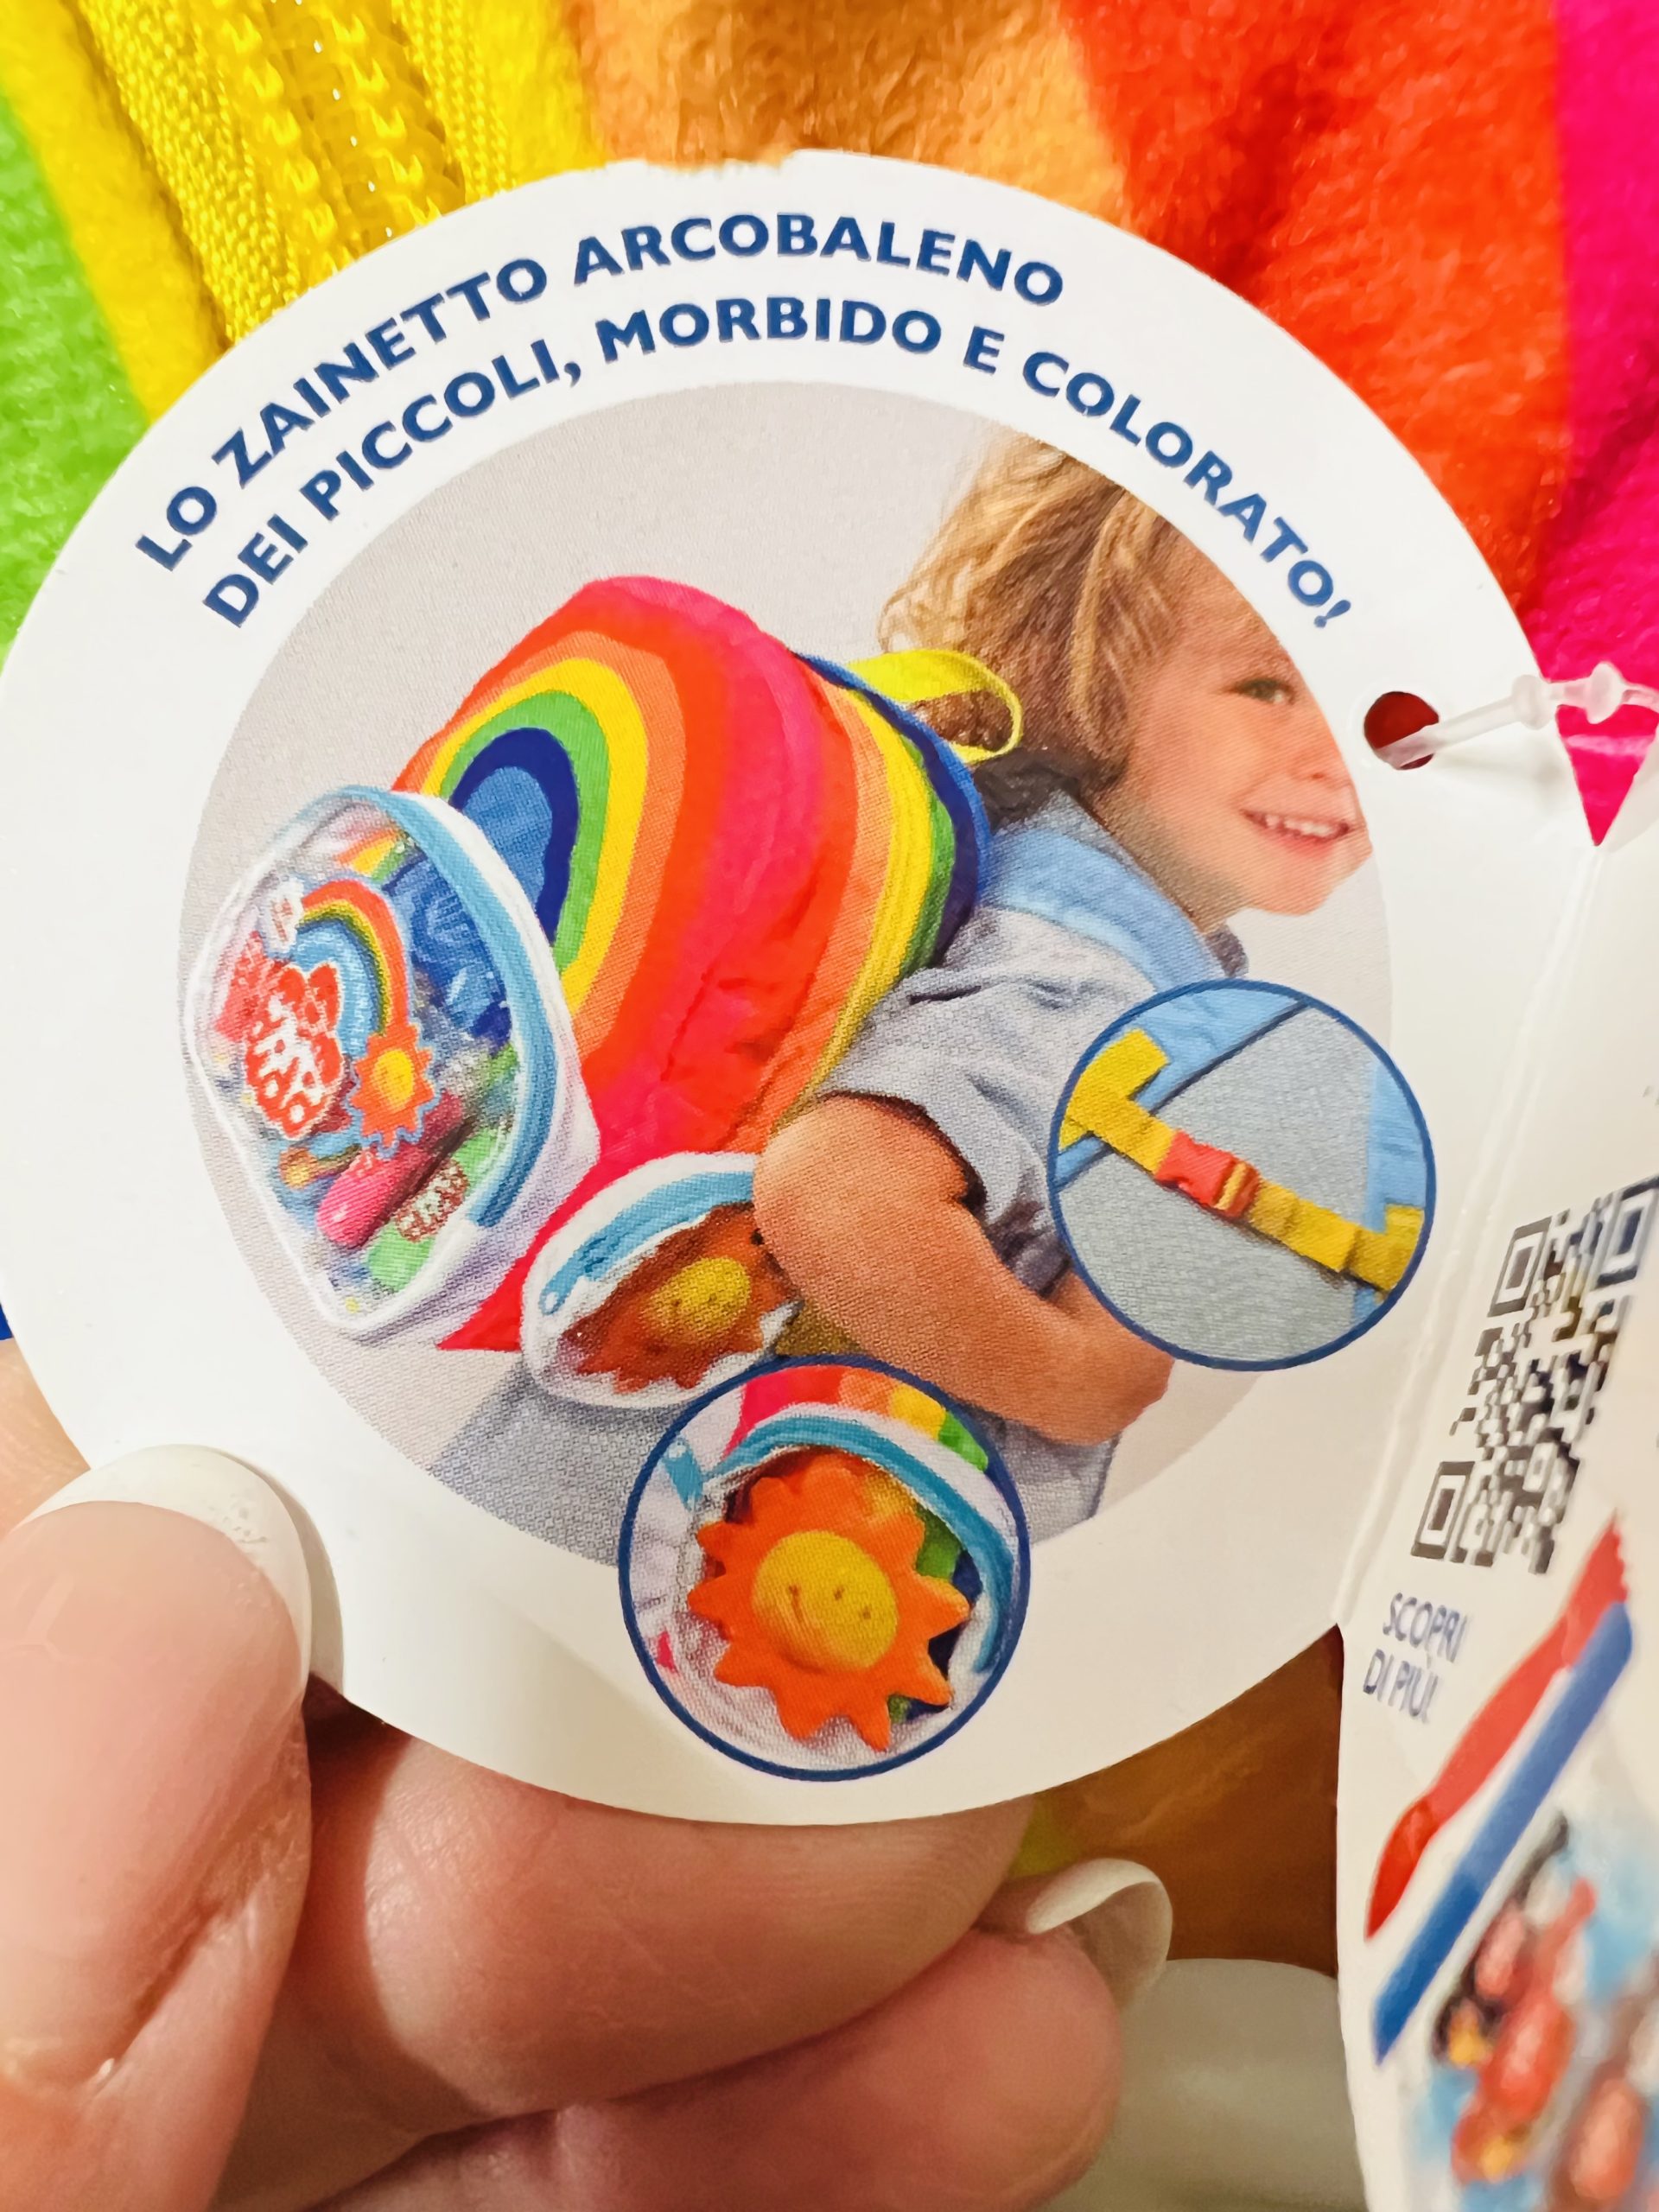 LO ZAINETTO ARCOBALENO
DEI PICCOLI, MORBIDO E COLORATO!
SCOPRI
DI PIÙ!